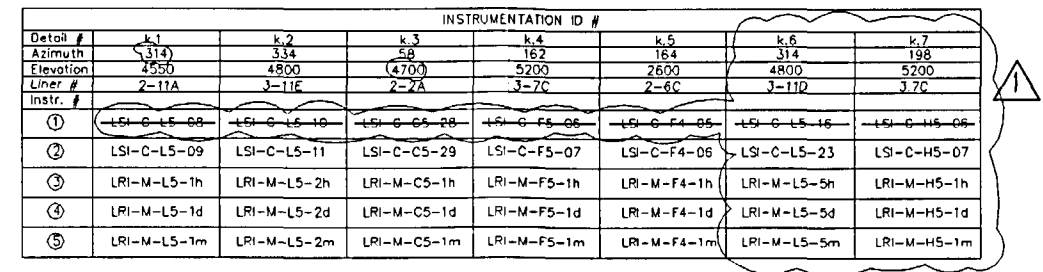 INSTRUMENTATION ID #
Detail # k.1 k.2 k.3 k.4 k.5 k.6 k.7
Azimuth 314 334 58 162 164 314 198
Elevation 4550 4800 4700 5200 2600 4800 5200
Liner # 2-11A 3-11E 2-2A 3-7C 2-6C 3-11D 3.7C
Instr. #
1 LSI-C-L5-08 LSI-C-L5-10 LSI-C-C5-28 LSI-C-F5-06 LSI-C-F4-05 LSI-C-L5-16 LSI-C-H5-06
2 LSI-C-L5-09 LSI-C-L5-11 LSI-C-C5-29 LSI-C-F5-07 LSI-C-F4-06 LSI-C-L5-23 LSI-C-H5-07
3 LRI-M-L5-1h LRI-M-L5-2h LRI-M-C5-1h LRI-M-F5-1h LRI-M-F4-1h LRI-M-L5-5h LRI-M-H5-1h
4 LRI-M-L5-1d LRI-M-L5-2d LRI-M-C5-1d LRI-M-F5-1d LRI-M-F4-1d LRI-M-L5-5d LRI-M-H5-1d
5 LRI-M-L5-1m LRI-M-L5-2m LRI-M-C5-1m LRI-M-F5-1m LRI-M-F4-1m LRI-M-L5-5m LRI-M-H5-1m
1